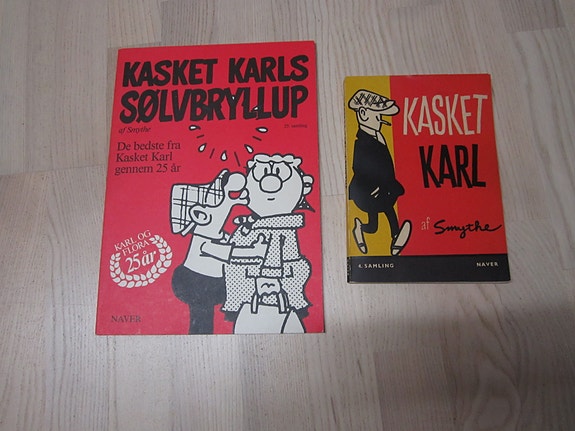 KASKET KARLS
SØLVBRYLLUP
af Smythe
De bedste fra
Kasket Karl
gennem 25 år
KARL OG
FLORA
25 år
NAVER
KASKET
KARL
af Smythe
4. SAMLING NAVER